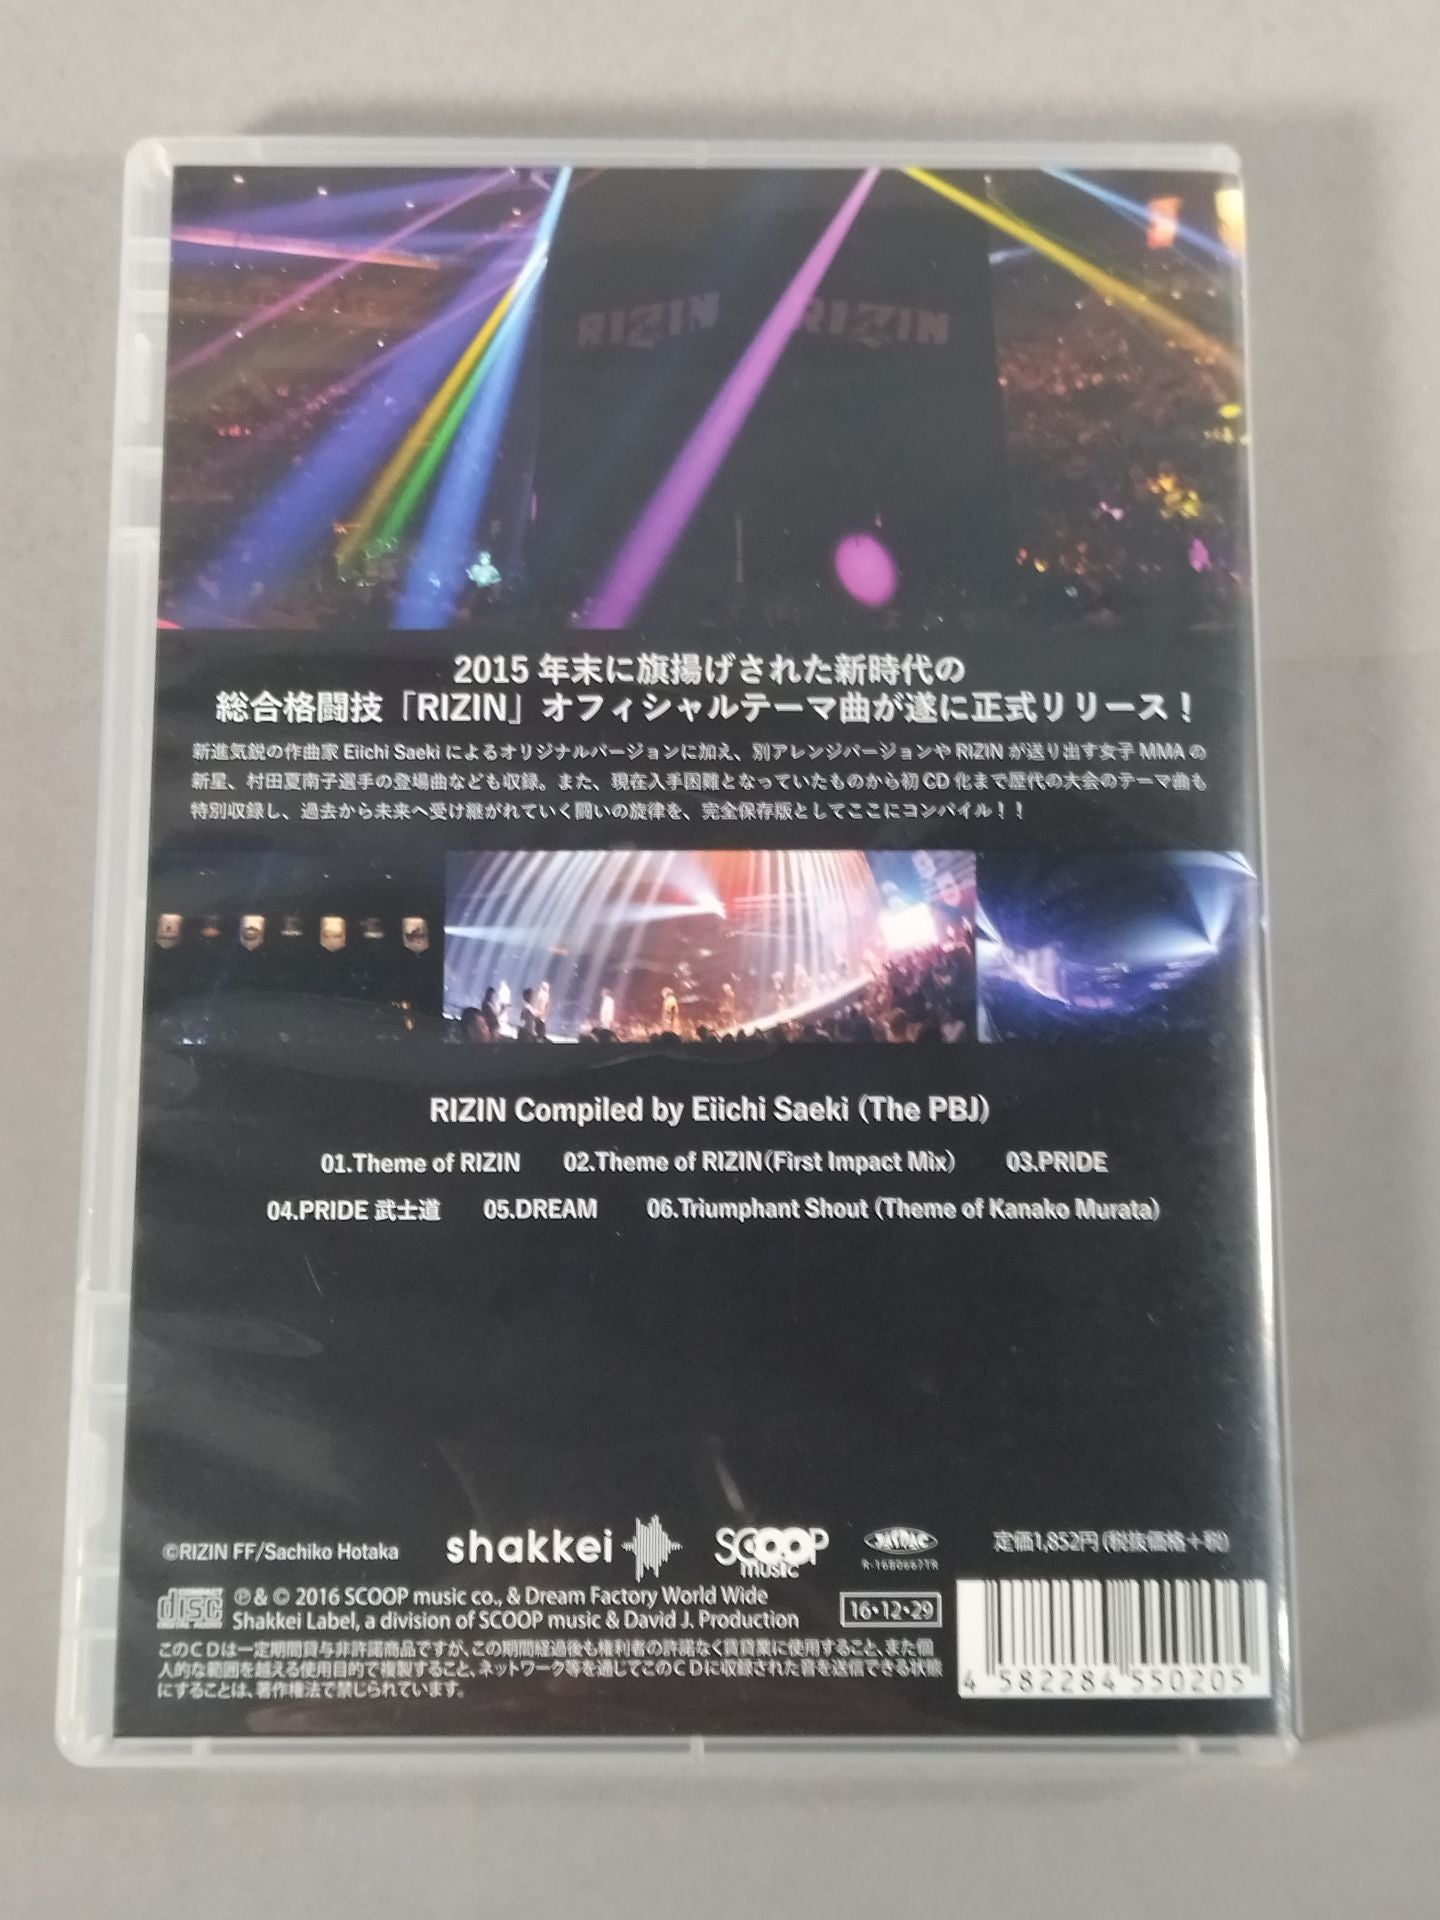 RIZIN RIZIN
2015 年末に旗揚げされた新時代の
総合格闘技「RIZIN」オフィシャルテーマ曲が遂に正式リリース！
新進気鋭の作曲家 Eiichi Saeki によるオリジナルバージョンに加え、別アレンジバージョンや RIZIN が送り出す女子 MMA の
新星、村田夏南子選手の登場曲なども収録。また、現在入手困難となっていたものから初 CD 化まで歴代の大会のテーマ曲も
特別収録し、過去から未来へ受け継がれていく闘いの旋律を、完全保存版としてここにコンパイル！！
RIZIN Compiled by Eiichi Saeki (The PBJ)
01.Theme of RIZIN 02.Theme of RIZIN(First Impact Mix) 03.PRIDE
04.PRIDE 武士道 05.DREAM 06.Triumphant Shout (Theme of Kanako Murata)
©RIZIN FF/Sachiko Hotaka shakkei SCOOP music JASRAC R-1680667TR 定価1,852円(税抜価格+税)
COMPACT disc DIGITAL AUDIO
℗&© 2016 SCOOP music co., & Dream Factory World Wide
Shakkei Label, a division of SCOOP music & David J. Production
16・12・29
このCDは一定期間貸与非許諾商品ですが、この期間経過後も権利者の許諾なく賃貸業に使用すること、また個
人的な範囲を越える使用目的で複製すること、ネットワーク等を通じてこのCDに収録された音を送信できる状態
にすることは、著作権法で禁じられています。
4 582284 550205